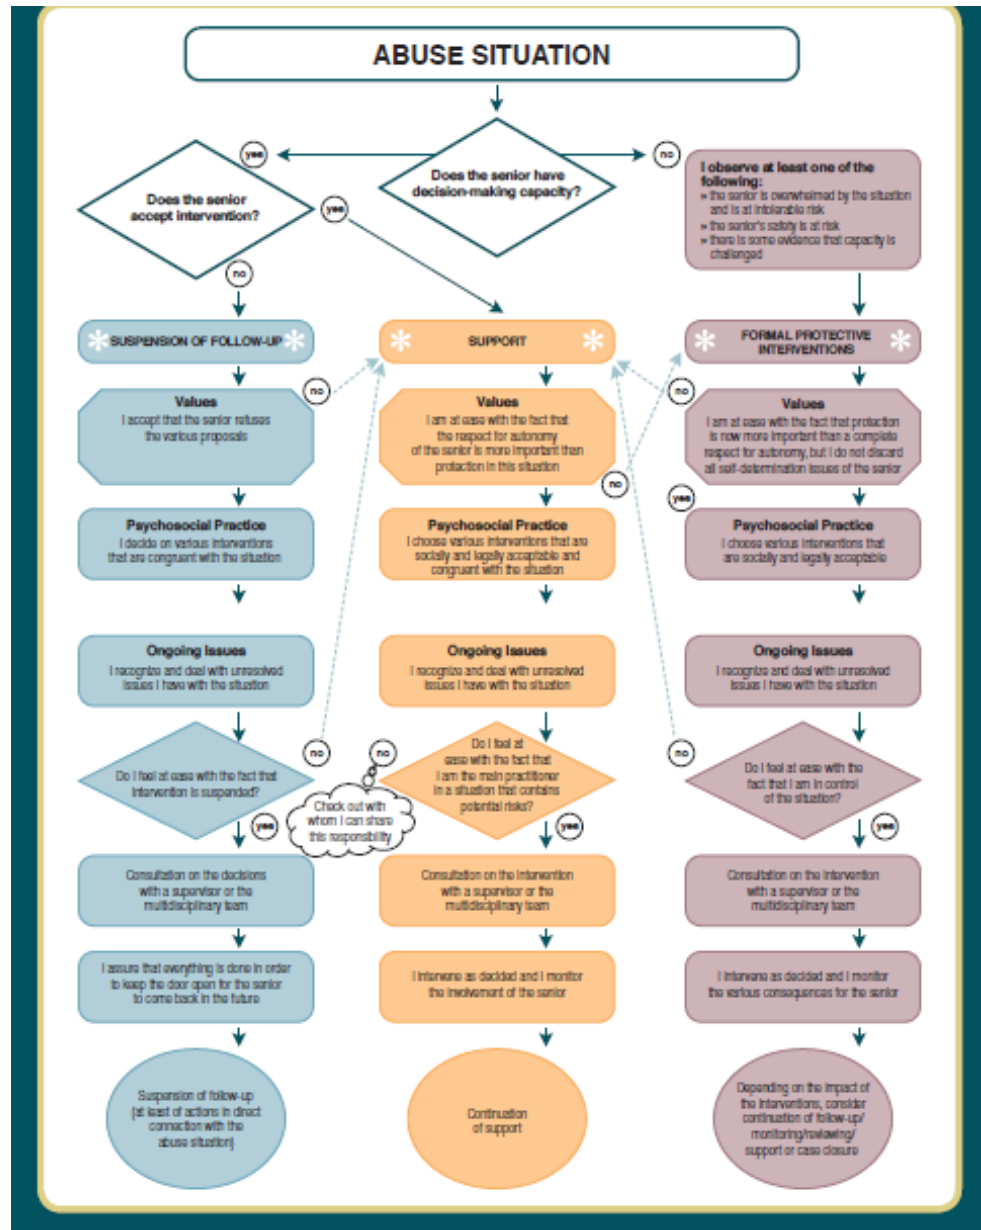 ABUSE SITUATION
Does the senior have
decision-making capacity?
yes
no
Does the senior
accept intervention?
yes
no
I observe at least one of the
following:
» the senior is overwhelmed by the situation
and is at intolerable risk
» the senior's safety is at risk
» there is some evidence that capacity is
challenged
* SUSPENSION OF FOLLOW-UP *
no
Values
I accept that the senior refuses
the various proposals
Psychosocial Practice
I decide on various interventions
that are congruent with the situation
Ongoing Issues
I recognize and deal with unresolved
issues I have with the situation
Do I feel at ease with the fact that
intervention is suspended?
no
yes
Consultation on the decisions
with a supervisor or the
multidisciplinary team
I assure that everything is done in order
to keep the door open for the senior
to come back in the future
Suspension of follow-up
(at least of actions in direct
connection with the
abuse situation)
* SUPPORT *
Values
I am at ease with the fact that
the respect for autonomy
of the senior is more important than
protection in this situation
no
Psychosocial Practice
I choose various interventions that are
socially and legally acceptable and
congruent with the situation
Ongoing Issues
I recognize and deal with unresolved
issues I have with the situation
Do I feel at
ease with the fact that
I am the main practitioner
in a situation that contains
potential risks?
no
Check out with
whom I can share
this responsibility
yes
Consultation on the intervention
with a supervisor or the
multidisciplinary team
I intervene as decided and I monitor
the involvement of the senior
Continuation
of support
* FORMAL PROTECTIVE
INTERVENTIONS *
no
Values
I am at ease with the fact that protection
is now more important than a complete
respect for autonomy, but I do not discard
all self-determination issues of the senior
yes
Psychosocial Practice
I choose various interventions that
are socially and legally acceptable
Ongoing Issues
I recognize and deal with unresolved
issues I have with the situation
no
Do I feel at ease with the
fact that I am in control
of the situation?
yes
Consultation on the intervention
with a supervisor or the
multidisciplinary team
I intervene as decided and I monitor
the various consequences for the senior
Depending on the impact of
the interventions, consider
continuation of follow-up/
monitoring/reviewing/
support or case closure